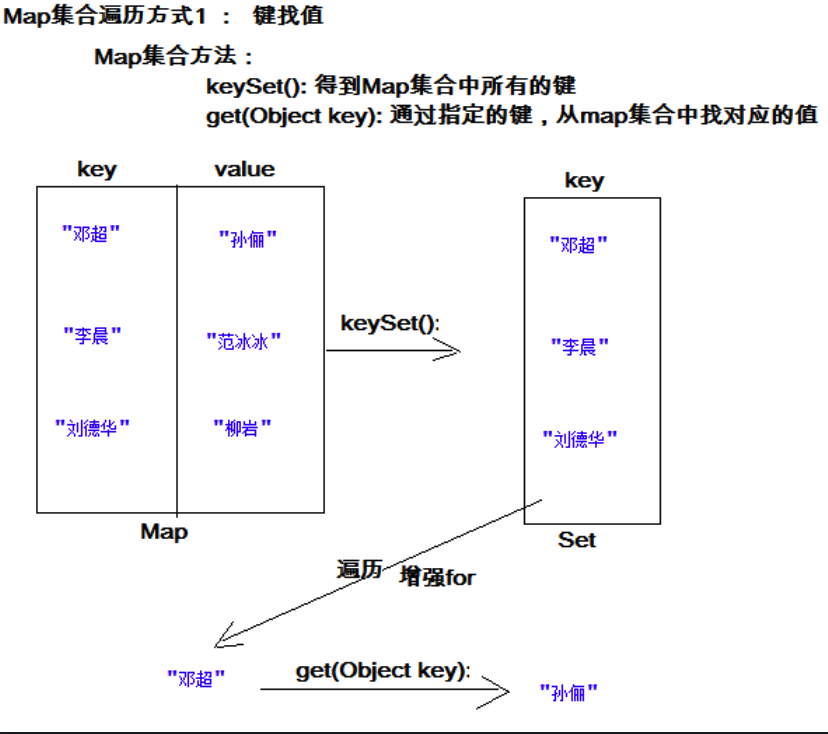 Map集合遍历方式1 ： 键找值
Map集合方法：
keySet(): 得到Map集合中所有的键
get(Object key): 通过指定的键，从map集合中找对应的值
key value
key
"邓超" "孙俪"
"邓超"
keySet():
"李晨" "范冰冰"
"李晨"
"刘德华" "柳岩"
"刘德华"
Map
Set
遍历 增强for
"邓超" get(Object key): "孙俪"